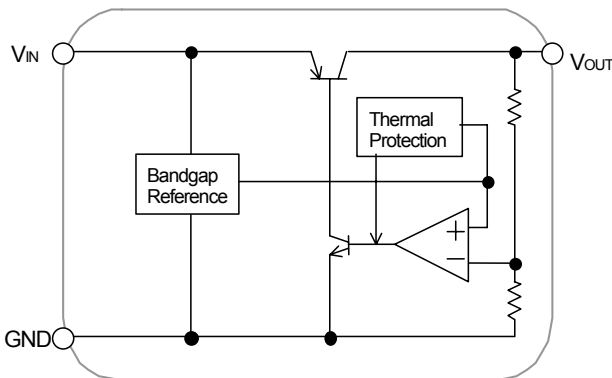 VIN
VOUT
Thermal
Protection
Bandgap
Reference
+
−
GND